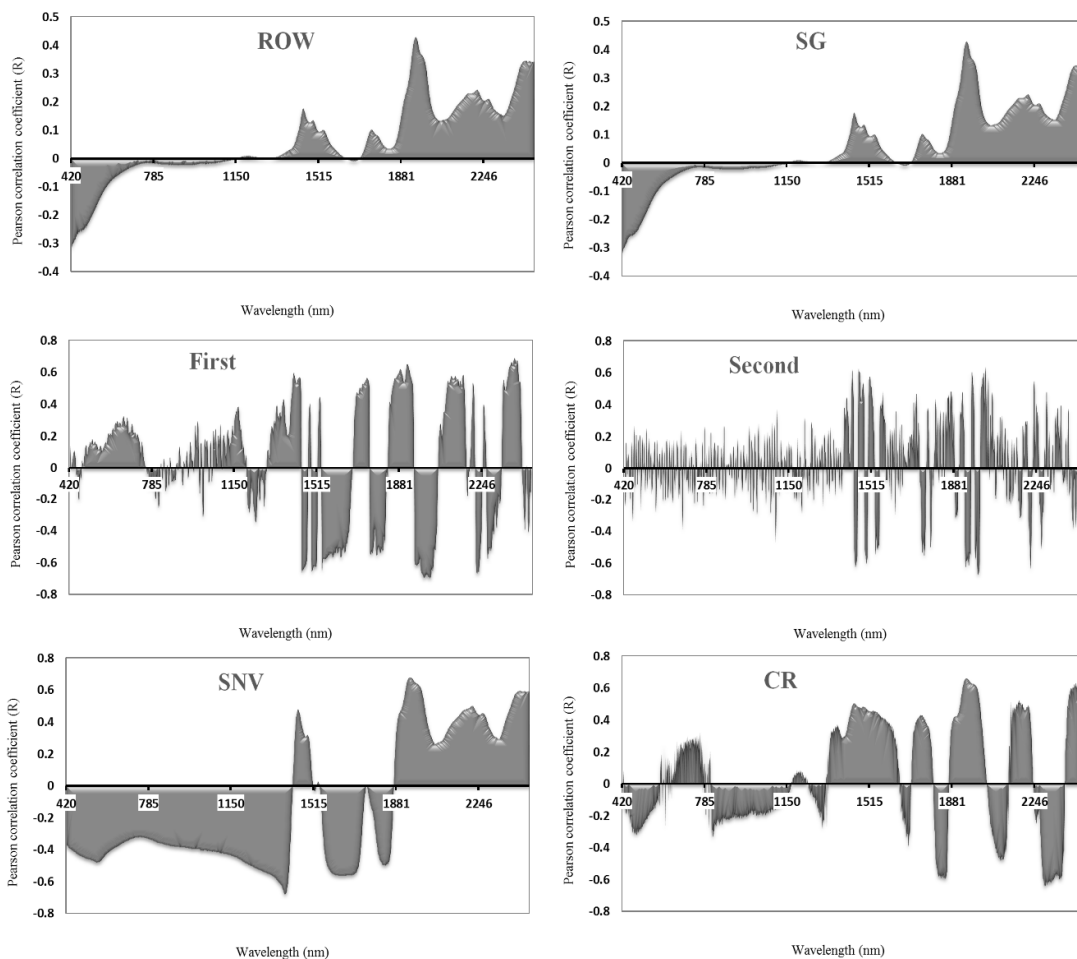 ROW
Pearson correlation coefficient (R)
0.5
0.4
0.3
0.2
0.1
0
-0.1
-0.2
-0.3
-0.4
420 785 1150 1515 1881 2246
Wavelength (nm)
SG
Pearson correlation coefficient (R)
0.5
0.4
0.3
0.2
0.1
0
-0.1
-0.2
-0.3
-0.4
420 785 1150 1515 1881 2246
Wavelength (nm)
First
Pearson correlation coefficient (R)
0.8
0.6
0.4
0.2
0
-0.2
-0.4
-0.6
-0.8
420 785 1150 1515 1881 2246
Wavelength (nm)
Second
Pearson correlation coefficient (R)
0.8
0.6
0.4
0.2
0
-0.2
-0.4
-0.6
-0.8
420 785 1150 1515 1881 2246
Wavelength (nm)
SNV
Pearson correlation coefficient (R)
0.8
0.6
0.4
0.2
0
-0.2
-0.4
-0.6
-0.8
420 785 1150 1515 1881 2246
Wavelength (nm)
CR
Pearson correlation coefficient (R)
0.8
0.6
0.4
0.2
0
-0.2
-0.4
-0.6
-0.8
420 785 1150 1515 1881 2246
Wavelength (nm)